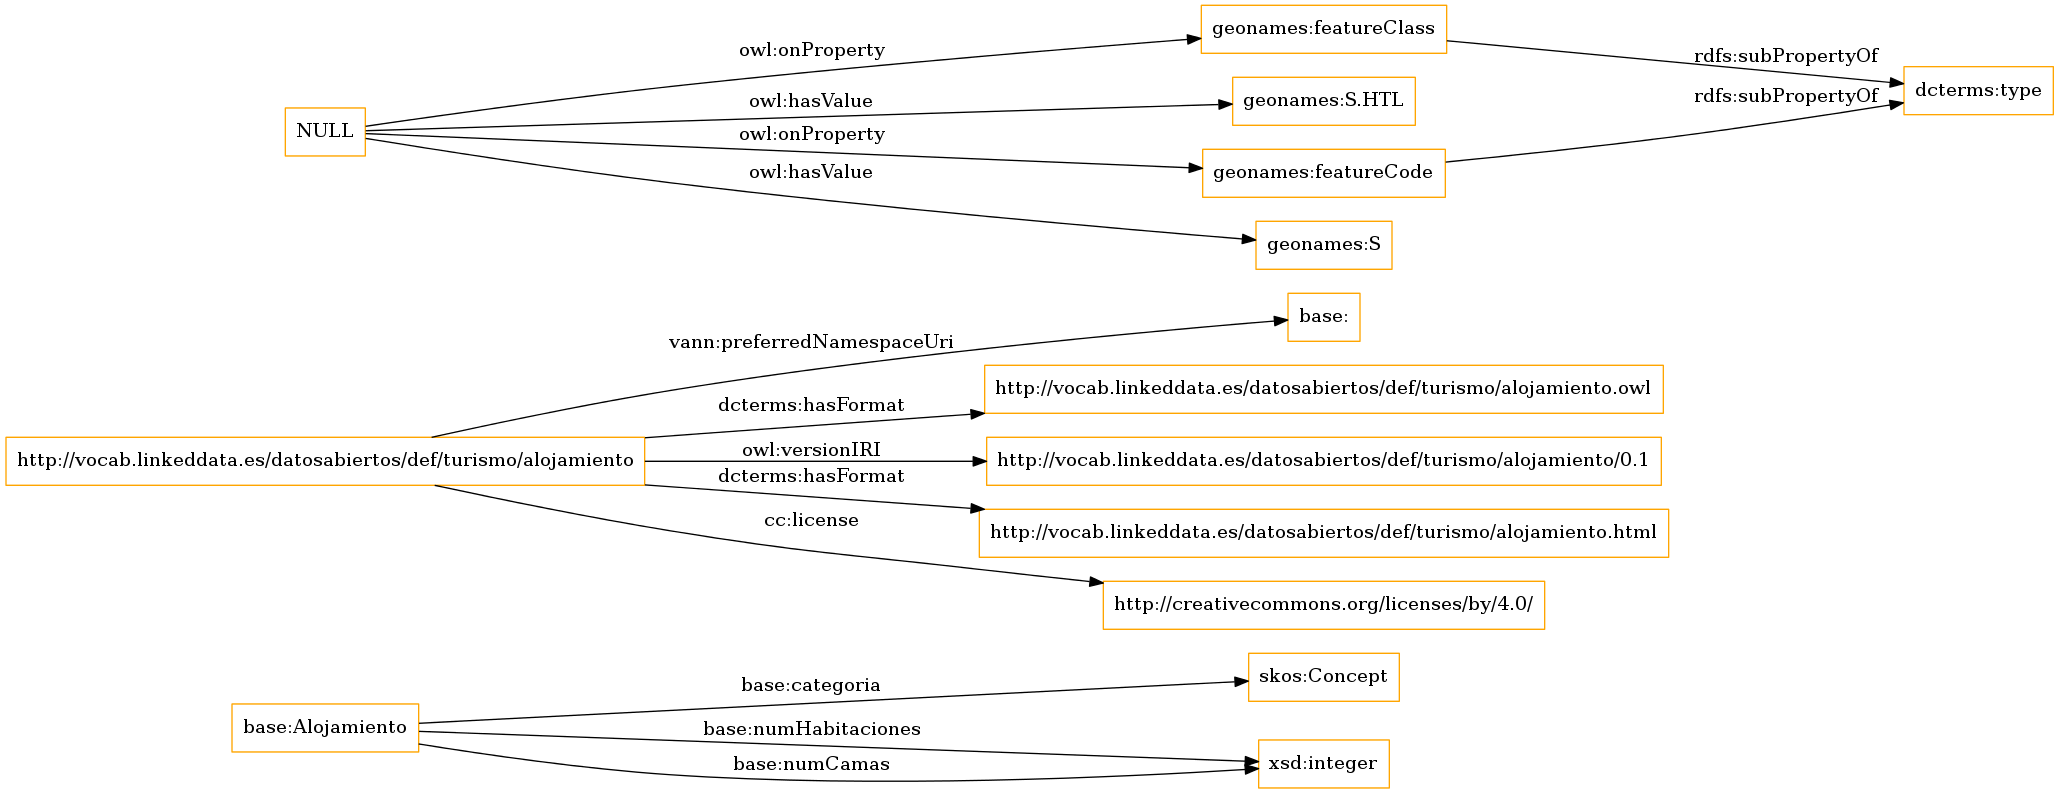 geonames:featureClass
owl:onProperty
rdfs:subPropertyOf
dcterms:type
owl:hasValue
geonames:S.HTL
rdfs:subPropertyOf
NULL
owl:onProperty
geonames:featureCode
owl:hasValue
geonames:S
base:
vann:preferredNamespaceUri
http://vocab.linkeddata.es/datosabiertos/def/turismo/alojamiento.owl
dcterms:hasFormat
http://vocab.linkeddata.es/datosabiertos/def/turismo/alojamiento
owl:versionIRI
http://vocab.linkeddata.es/datosabiertos/def/turismo/alojamiento/0.1
dcterms:hasFormat
http://vocab.linkeddata.es/datosabiertos/def/turismo/alojamiento.html
cc:license
http://creativecommons.org/licenses/by/4.0/
skos:Concept
base:categoria
base:Alojamiento
base:numHabitaciones
xsd:integer
base:numCamas